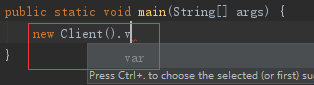 public static void main(String[] args) {
new Client().v
}
var
Press Ctrl+. to choose the selected (or first) su